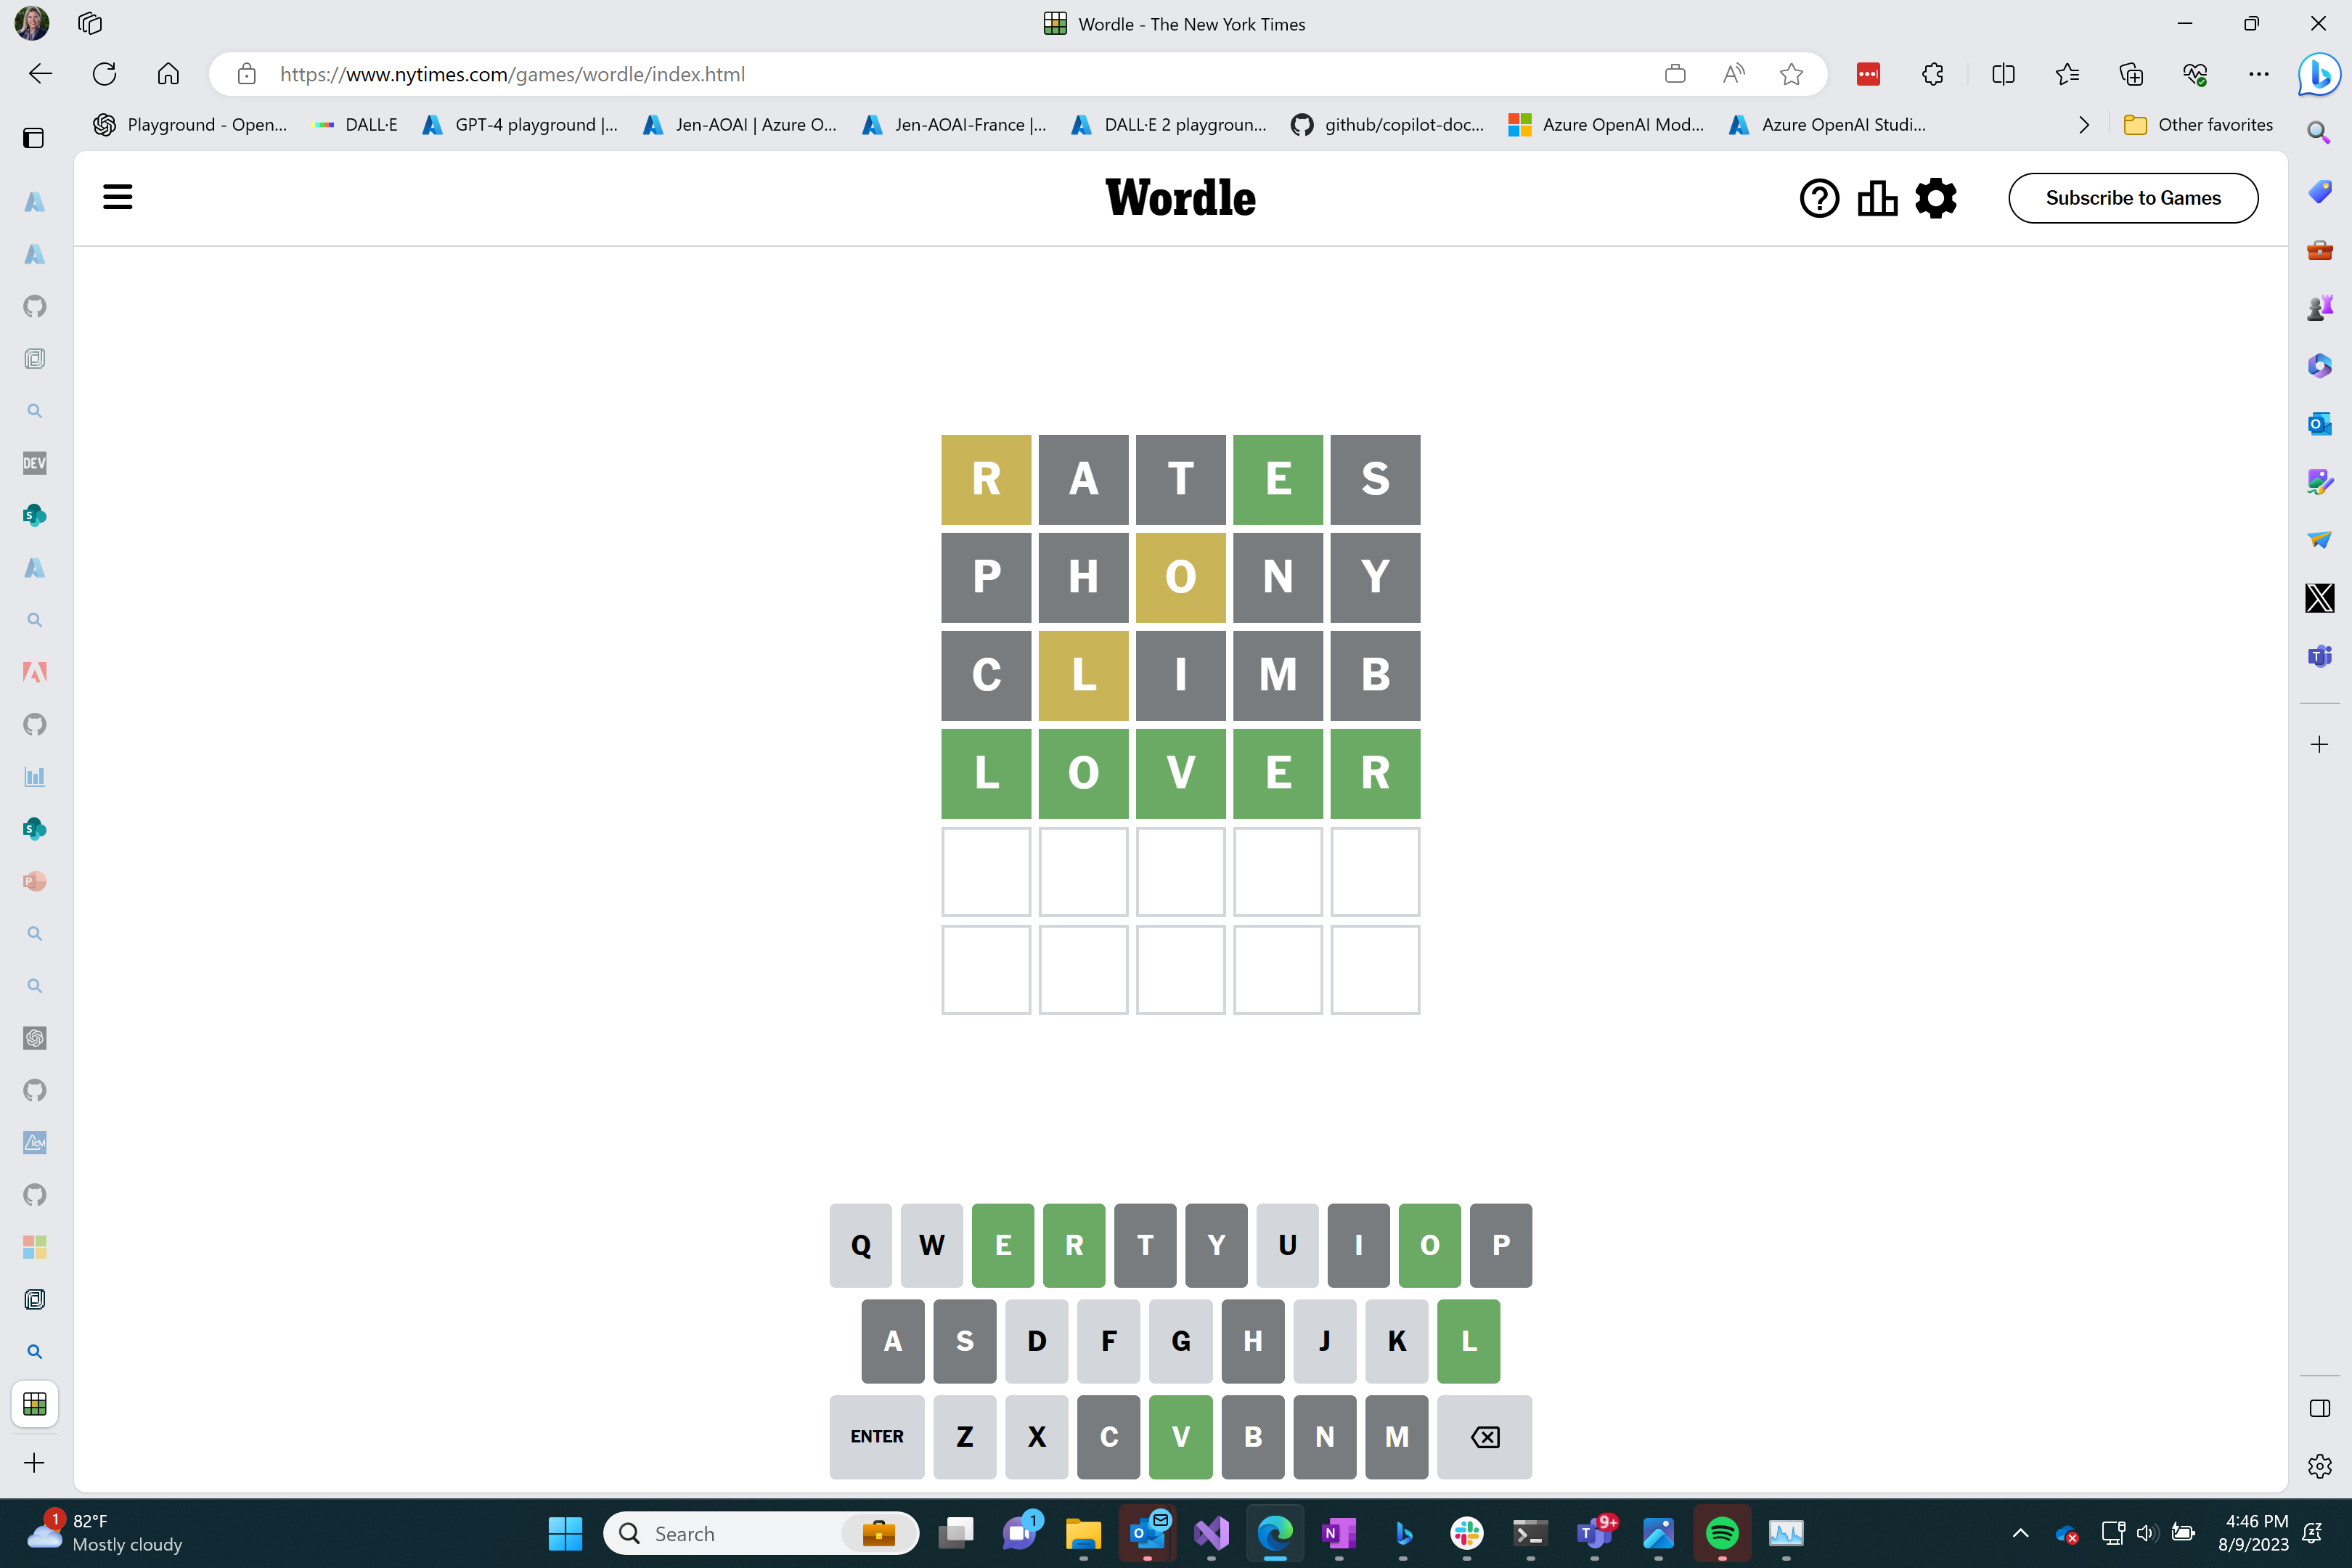 Wordle - The New York Times
https://www.nytimes.com/games/wordle/index.html
Playground - Open... DALL·E GPT-4 playground |... Jen-AOAI | Azure O... Jen-AOAI-France |... DALL·E 2 playgroun... github/copilot-doc... Azure OpenAI Mod... Azure OpenAI Studi... Other favorites
Wordle
Subscribe to Games
DEV
R A T E S
P H O N Y
C L I M B
L O V E R
Q W E R T Y U I O P
A S D F G H J K L
ENTER Z X C V B N M
1
82°F
Mostly cloudy
Search
1
9+
4:46 PM
8/9/2023